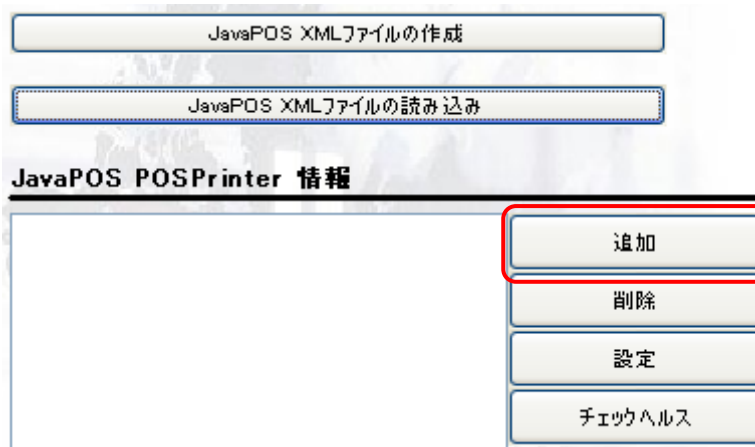 JavaPOS XMLファイルの作成
JavaPOS XMLファイルの読み込み
JavaPOS POSPrinter 情報
追加
削除
設定
チェックヘルス